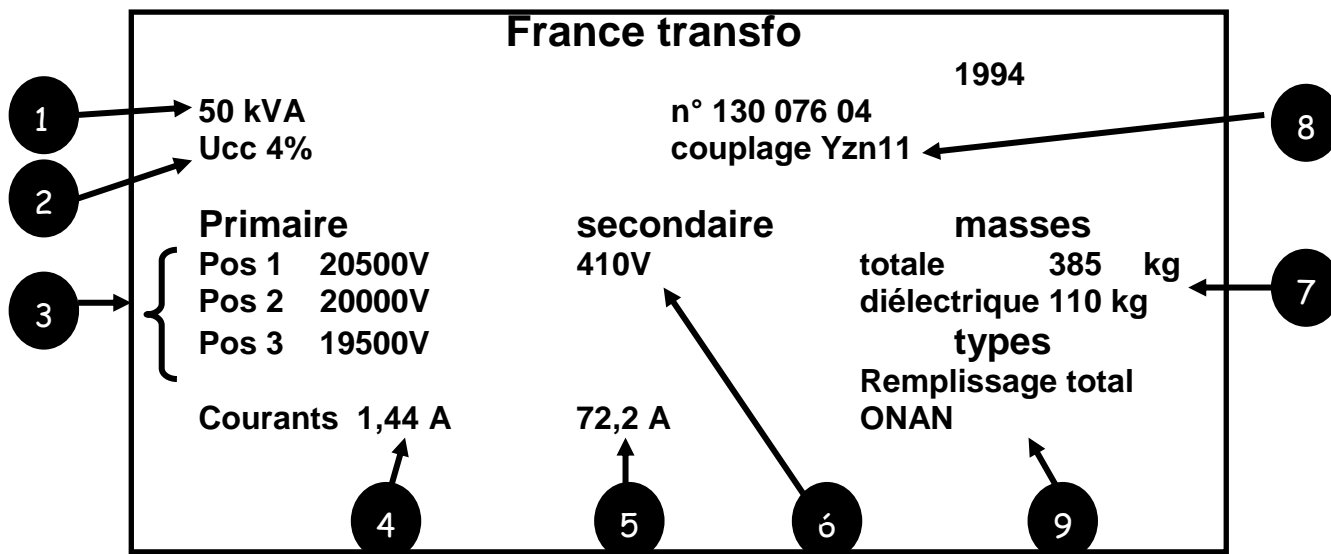 France transfo
1994
1 50 kVA n° 130 076 04
2 Ucc 4% couplage Yzn11 8
Primaire secondaire masses
Pos 1 20500V 410V totale 385 kg
3 Pos 2 20000V diélectrique 110 kg 7
Pos 3 19500V types
Remplissage total
Courants 1,44 A 72,2 A ONAN
4 5 6 9